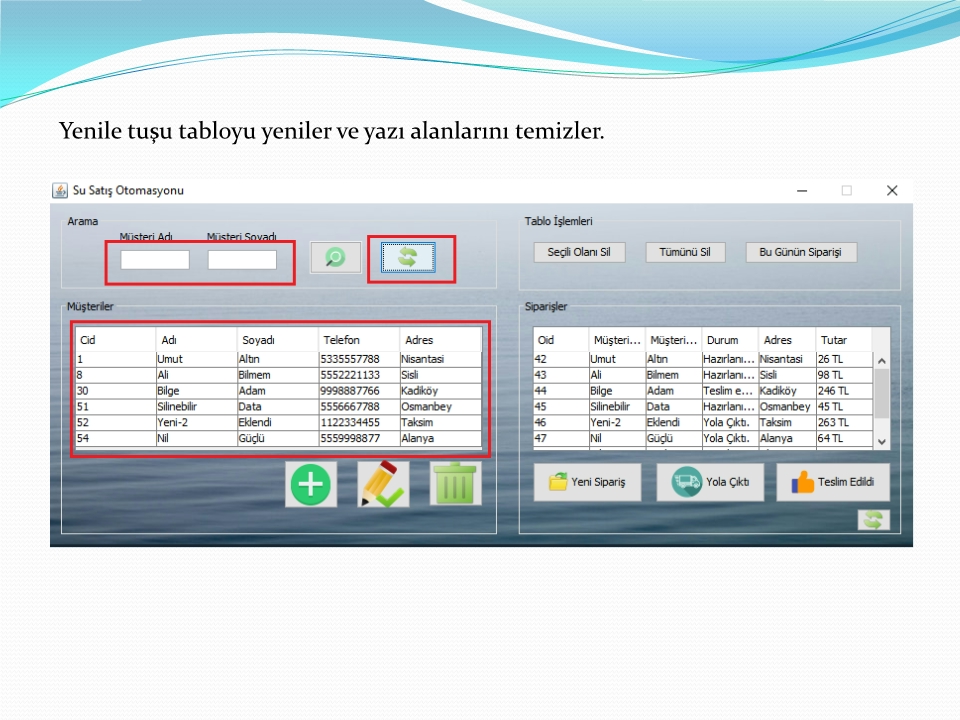 Yenile tuşu tabloyu yeniler ve yazı alanlarını temizler.
Su Satış Otomasyonu
Arama
Müşteri Adı Müşteri Soyadı
Tablo İşlemleri
Seçili Olanı Sil Tümünü Sil Bu Günün Siparişi
Müşteriler
Cid Adı Soyadı Telefon Adres
1 Umut Altın 5335557788 Nisantasi
8 Ali Bilmem 5552221133 Sisli
30 Bilge Adam 9998887766 Kadiköy
51 Silinebilir Data 5556667788 Osmanbey
52 Yeni-2 Eklendi 1122334455 Taksim
54 Nil Güçlü 5559998877 Alanya
Siparişler
Oid Müşteri... Müşteri... Durum Adres Tutar
42 Umut Altın Hazırlanı... Nisantasi 26 TL
43 Ali Bilmem Hazırlanı... Sisli 98 TL
44 Bilge Adam Teslim e... Kadiköy 246 TL
45 Silinebilir Data Hazırlanı... Osmanbey 45 TL
46 Yeni-2 Eklendi Yola Çıktı. Taksim 263 TL
47 Nil Güçlü Yola Çıktı. Alanya 64 TL
Yeni Sipariş Yola Çıktı Teslim Edildi